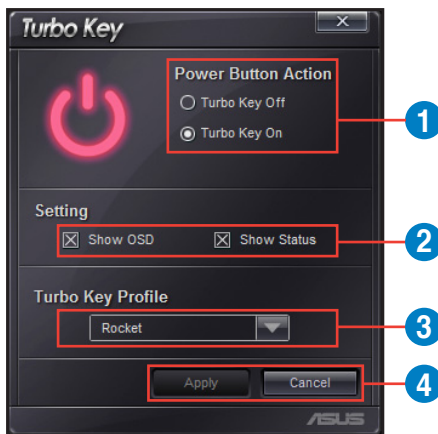 Turbo Key
Power Button Action
Turbo Key Off
Turbo Key On
1
Setting
Show OSD Show Status
2
Turbo Key Profile
Rocket
3
Apply Cancel
4
ASUS